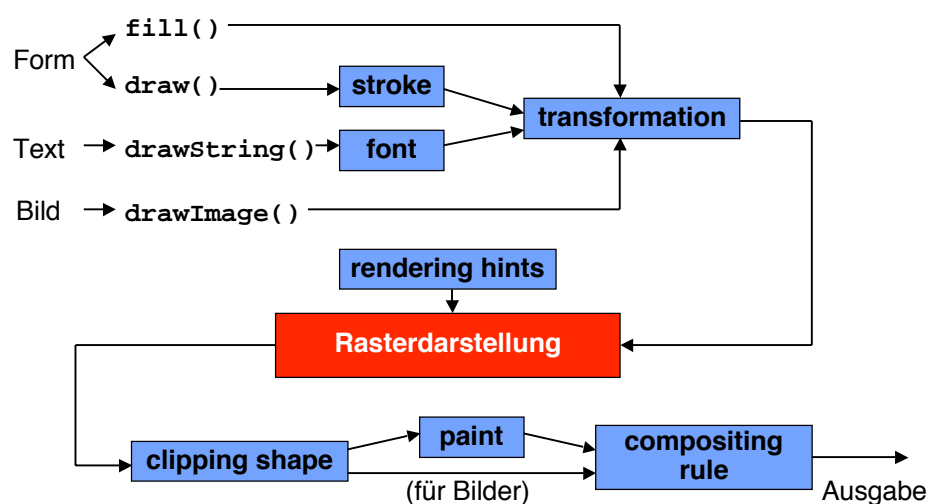 fill()
Form
draw()
stroke
transformation
Text
drawString()
font
Bild
drawImage()
rendering hints
Rasterdarstellung
clipping shape
paint
compositing
rule
(für Bilder)
Ausgabe